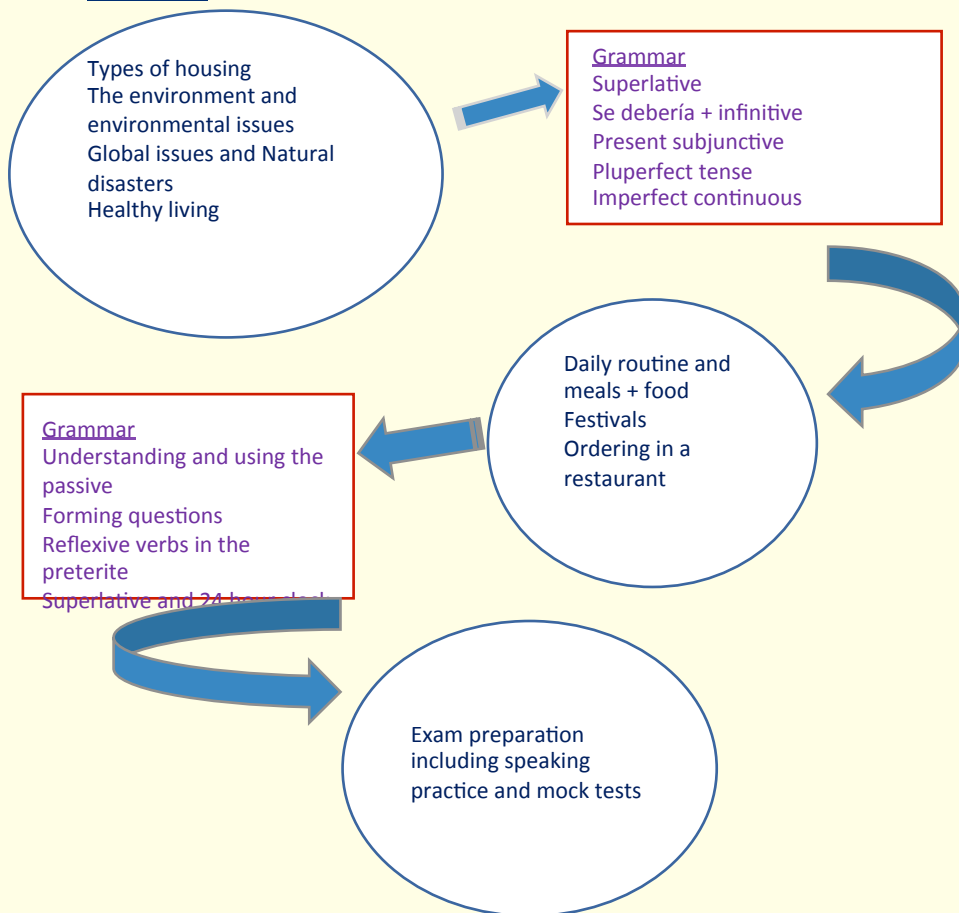 Types of housing
The environment and
environmental issues
Global issues and Natural
disasters
Healthy living
Grammar
Superlative
Se debería + infinitive
Present subjunctive
Pluperfect tense
Imperfect continuous
Daily routine and
meals + food
Festivals
Ordering in a
restaurant
Grammar
Understanding and using the
passive
Forming questions
Reflexive verbs in the
preterite
Superlative and 24 hour clock
Exam preparation
including speaking
practice and mock tests